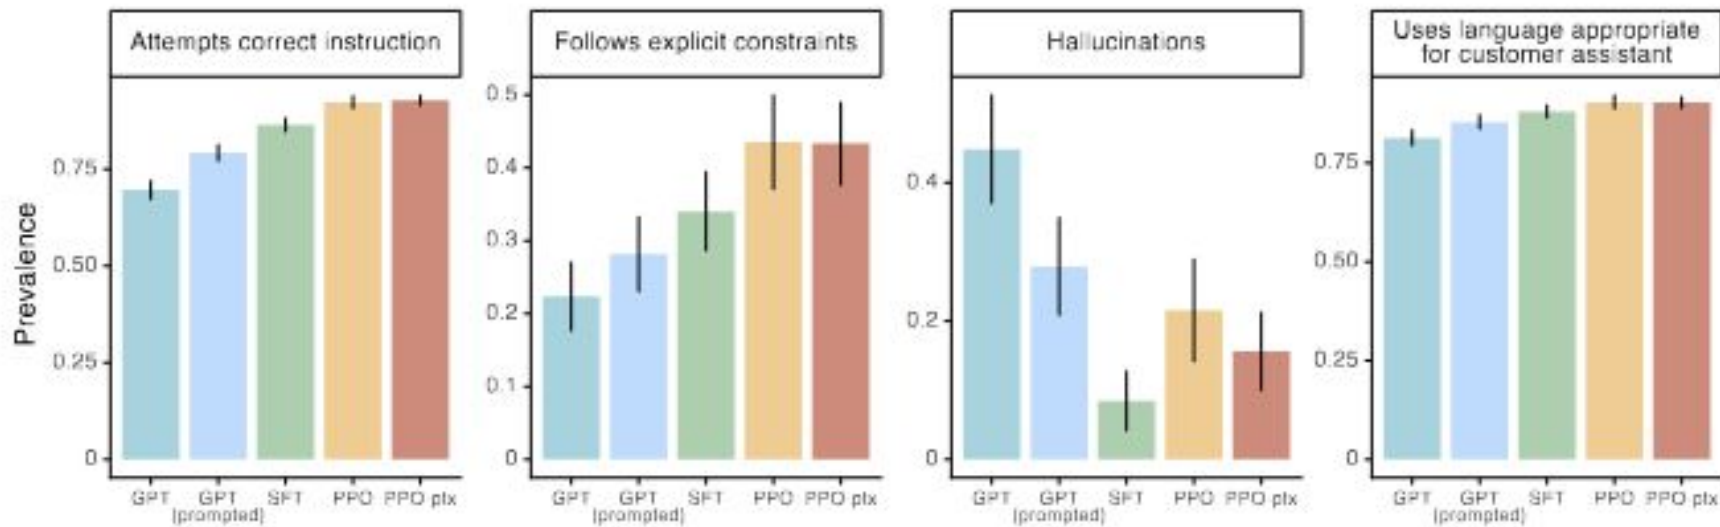 Attempts correct instruction
Follows explicit constraints
Hallucinations
Uses language appropriate
for customer assistant
Prevalence
0.75
0.50
0.25
0
GPT
GPT
(prompted)
SFT
PPO
PPO ptx
0.5
0.4
0.3
0.2
0.1
0
GPT
GPT
(prompted)
SFT
PPO
PPO ptx
0.4
0.2
0
GPT
GPT
(prompted)
SFT
PPO
PPO ptx
0.75
0.50
0.25
0
GPT
GPT
(prompted)
SFT
PPO
PPO ptx